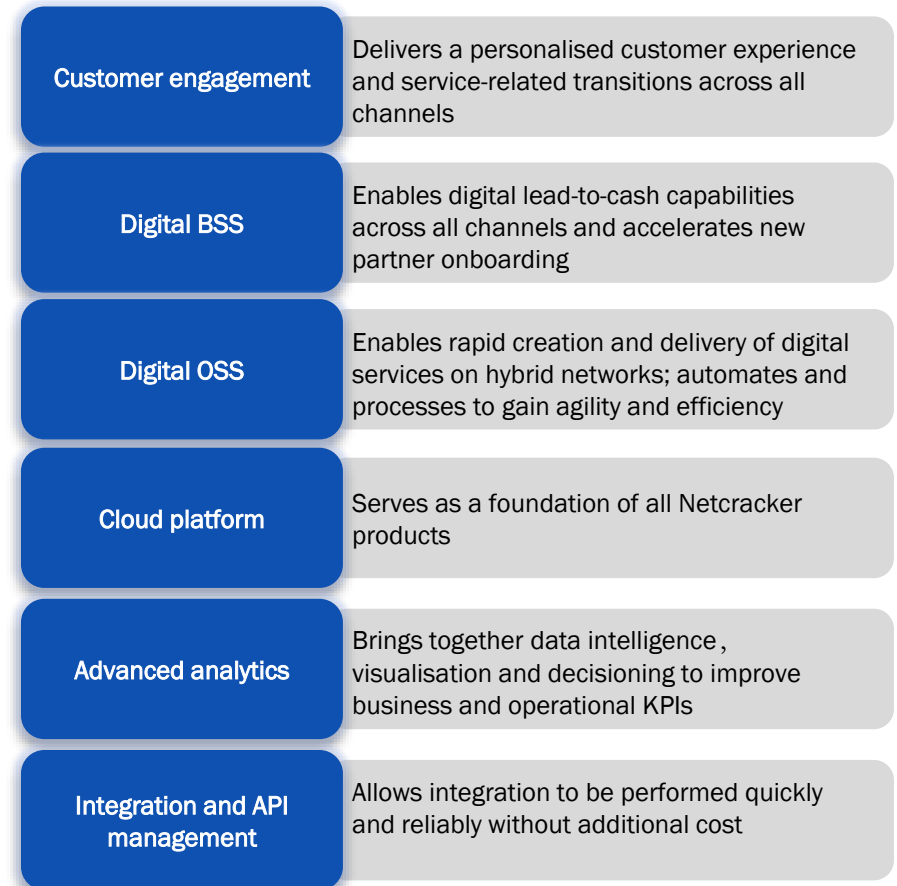 Customer engagement
Delivers a personalised customer experience
and service-related transitions across all
channels
Digital BSS
Enables digital lead-to-cash capabilities
across all channels and accelerates new
partner onboarding
Digital OSS
Enables rapid creation and delivery of digital
services on hybrid networks; automates and
processes to gain agility and efficiency
Cloud platform
Serves as a foundation of all Netcracker
products
Advanced analytics
Brings together data intelligence,
visualisation and decisioning to improve
business and operational KPIs
Integration and API
management
Allows integration to be performed quickly
and reliably without additional cost